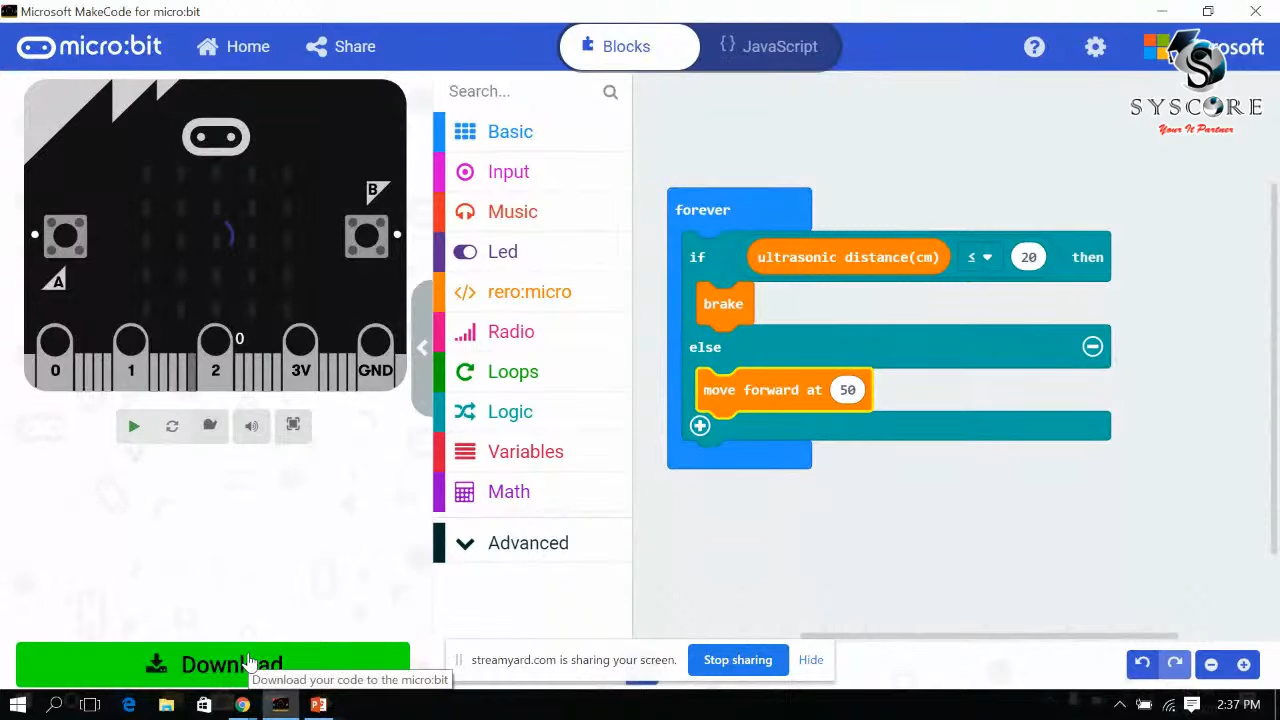 Microsoft MakeCode for micro:bit
micro:bit
Home
Share
Blocks
{} JavaScript
?
SYSCORE
Your It Partner
Search...
Basic
Input
Music
Led
rero:micro
Radio
Loops
Logic
Variables
Math
Advanced
B
A
0
0 1 2 3V GND
forever
if ultrasonic distance(cm) ≤ 20 then
brake
else
move forward at 50
Download
Download your code to the micro:bit
streamyard.com is sharing your screen.
Stop sharing
Hide
2:37 PM